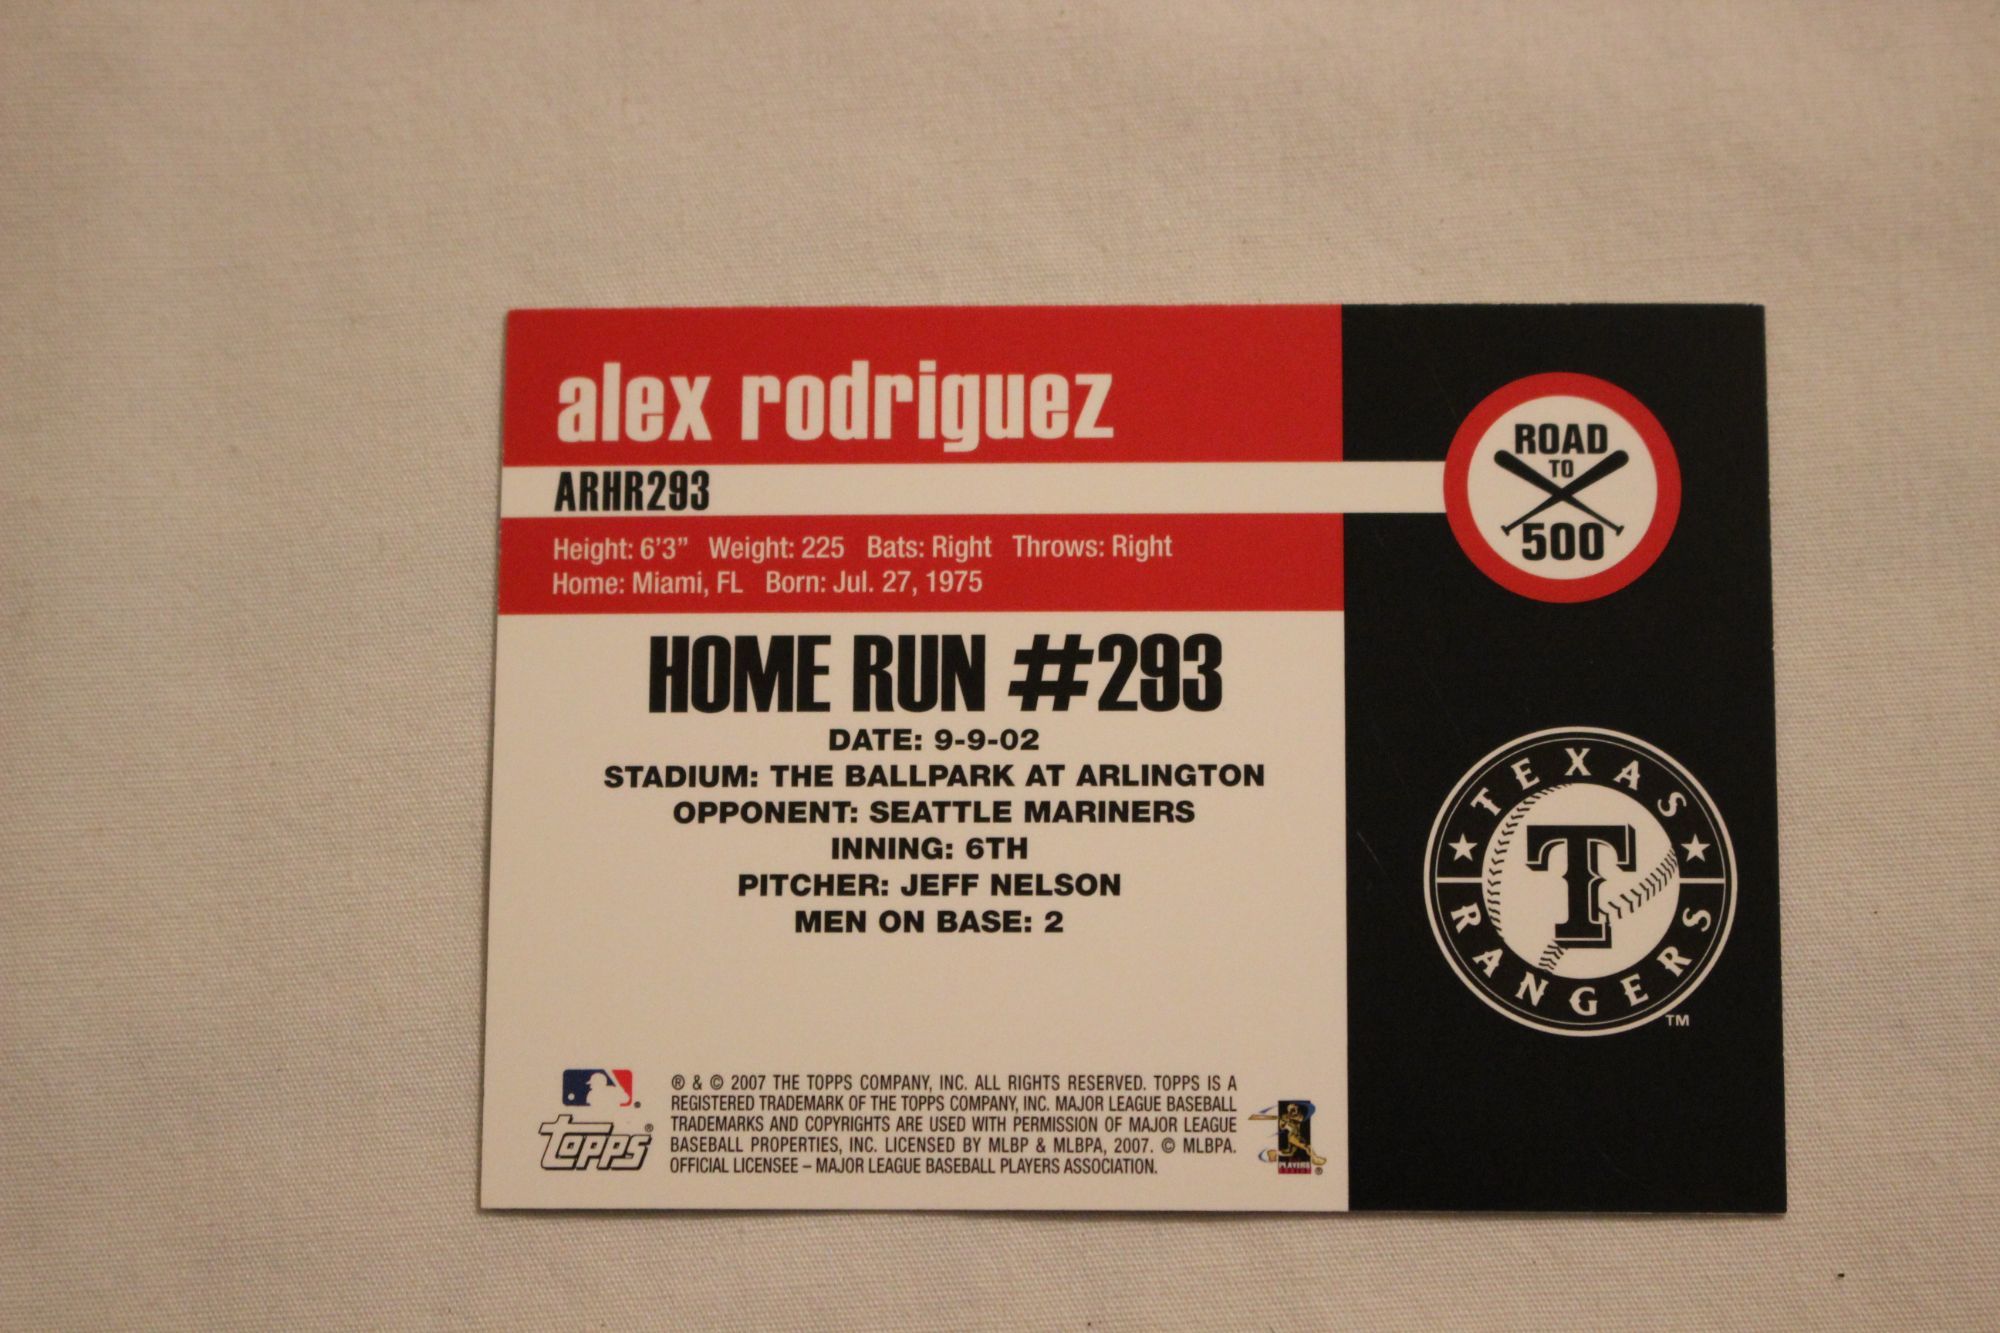 alex rodriguez
ARHR293
Height: 6'3" Weight: 225 Bats: Right Throws: Right
Home: Miami, FL Born: Jul. 27, 1975
ROAD
TO
500
HOME RUN #293
DATE: 9-9-02
STADIUM: THE BALLPARK AT ARLINGTON
OPPONENT: SEATTLE MARINERS
INNING: 6TH
PITCHER: JEFF NELSON
MEN ON BASE: 2
TEXAS
T
RANGERS
TM
Topps®
® & © 2007 THE TOPPS COMPANY, INC. ALL RIGHTS RESERVED. TOPPS IS A
REGISTERED TRADEMARK OF THE TOPPS COMPANY, INC. MAJOR LEAGUE BASEBALL
TRADEMARKS AND COPYRIGHTS ARE USED WITH PERMISSION OF MAJOR LEAGUE
BASEBALL PROPERTIES, INC. LICENSED BY MLBP & MLBPA, 2007. © MLBPA.
OFFICIAL LICENSEE – MAJOR LEAGUE BASEBALL PLAYERS ASSOCIATION.
PLAYERS